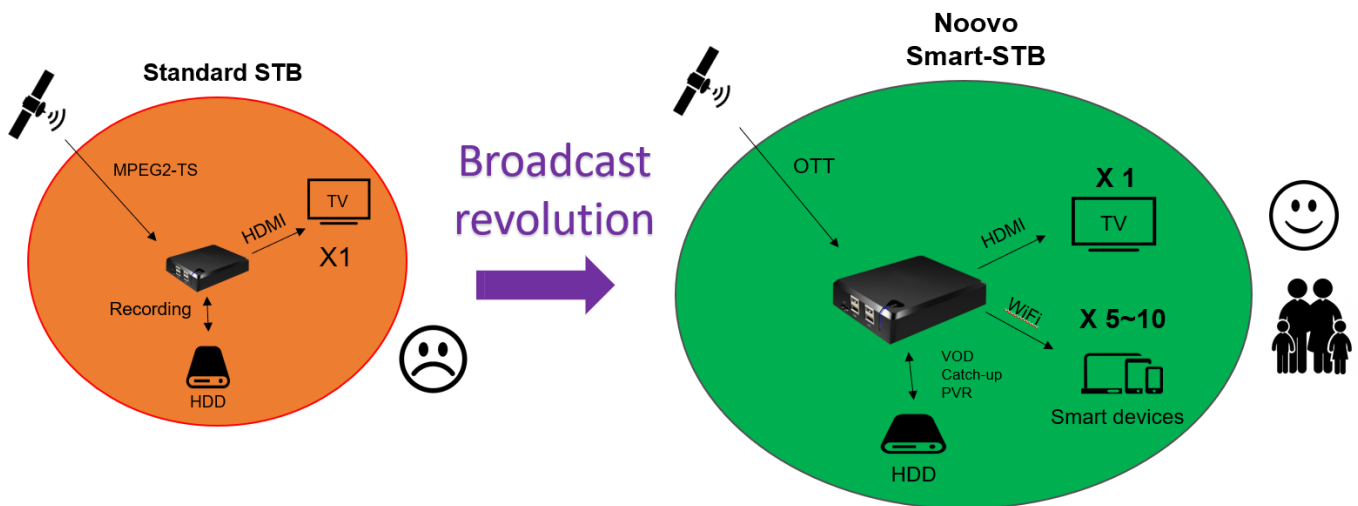 Standard STB
MPEG2-TS
HDMI
TV
X1
Recording
HDD
Broadcast
revolution
Noovo
Smart-STB
OTT
HDMI
X 1
TV
WiFi
X 5~10
Smart devices
VOD
Catch-up
PVR
HDD